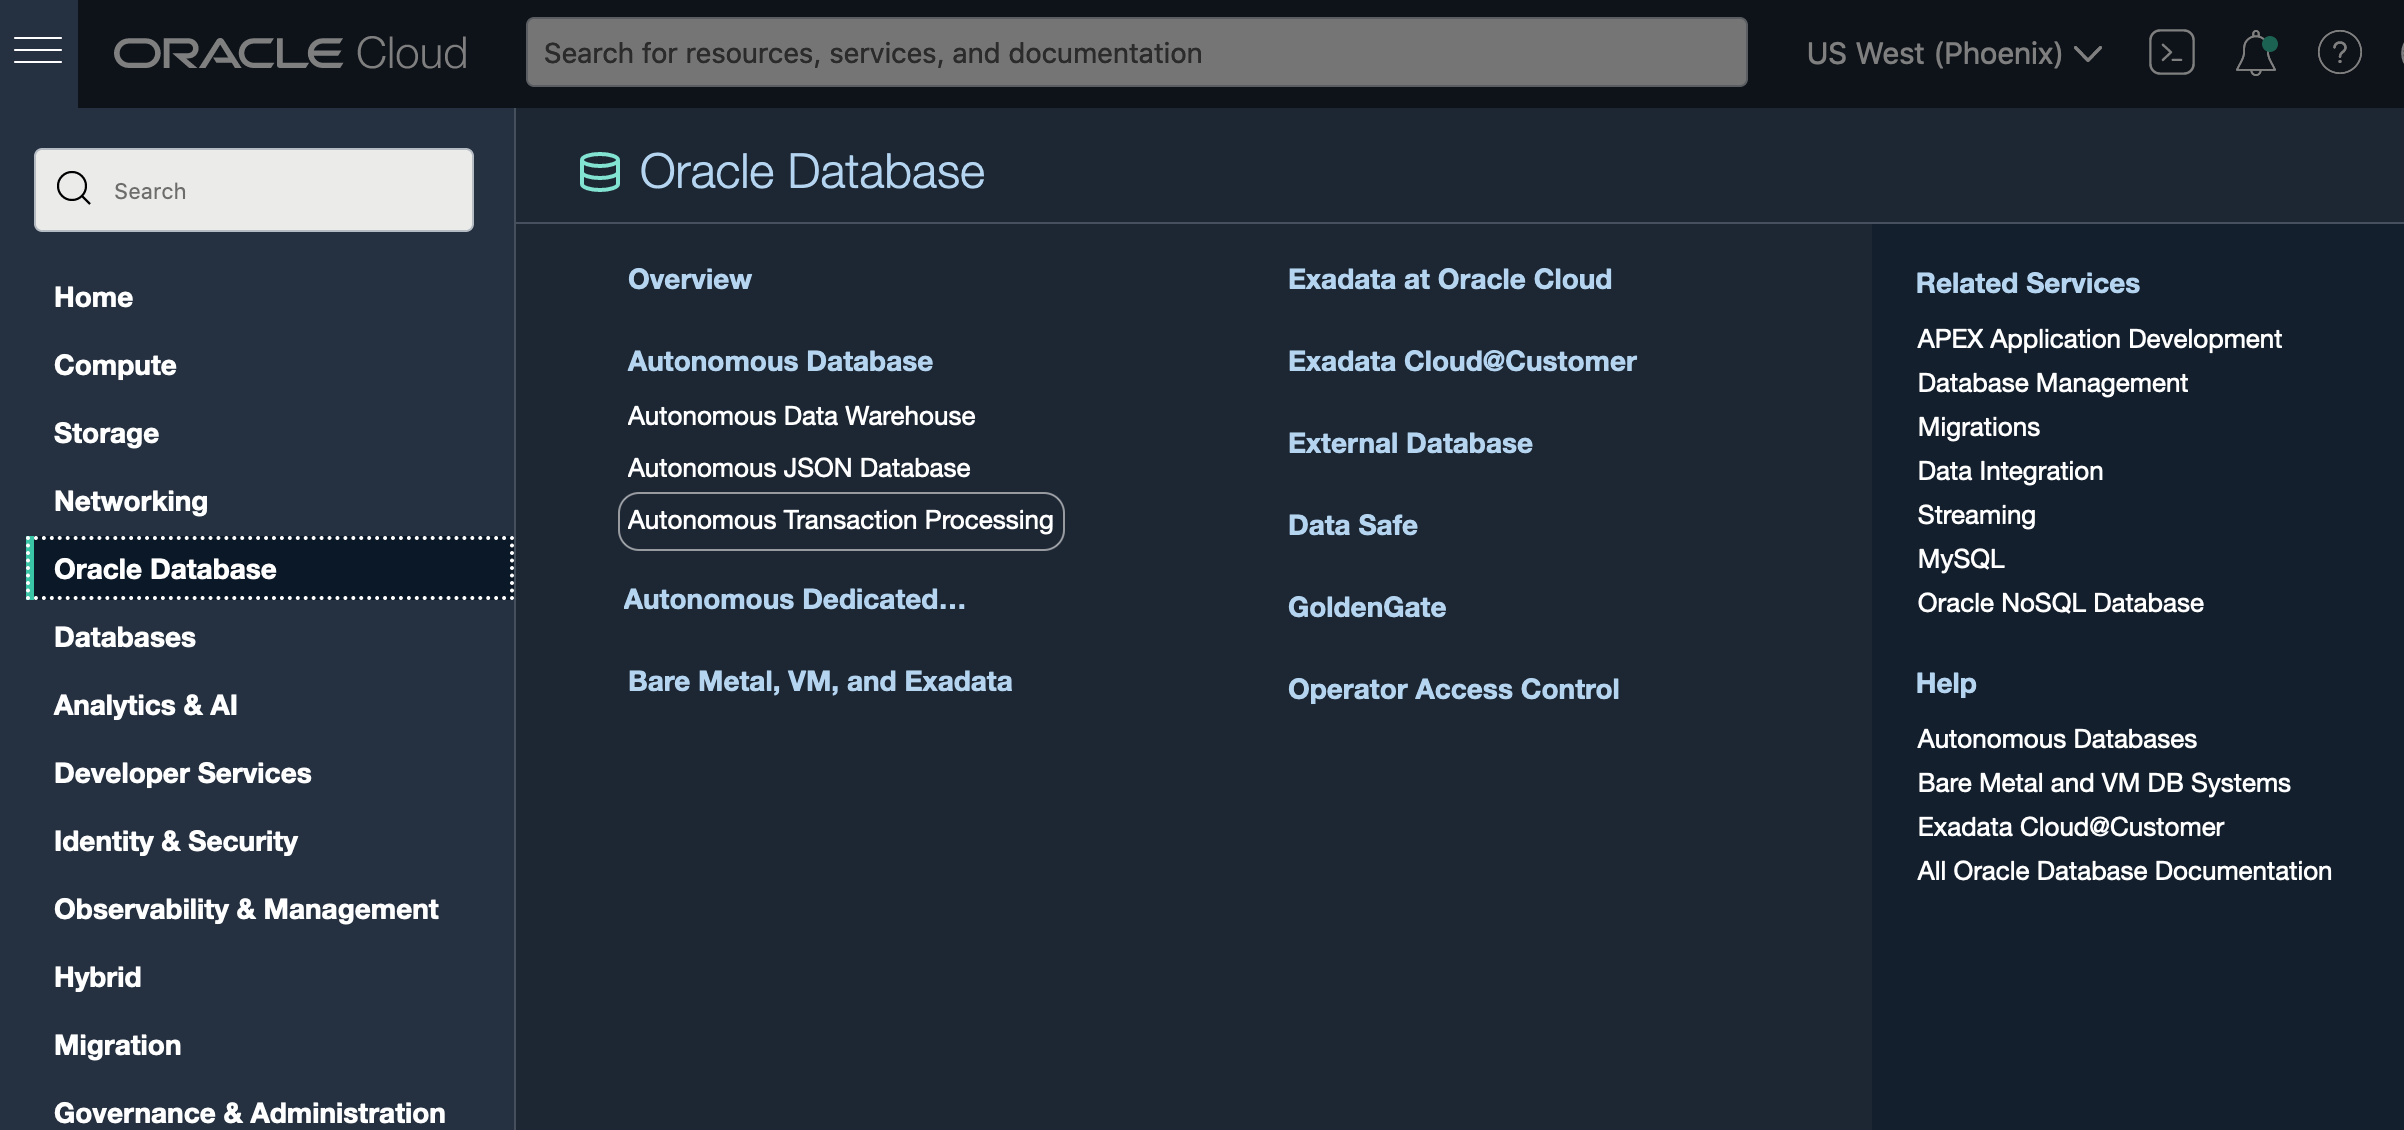 ORACLE Cloud
Search for resources, services, and documentation
US West (Phoenix)
Search
Home
Compute
Storage
Networking
Oracle Database
Databases
Analytics & AI
Developer Services
Identity & Security
Observability & Management
Hybrid
Migration
Governance & Administration
Oracle Database
Overview
Autonomous Database
Autonomous Data Warehouse
Autonomous JSON Database
Autonomous Transaction Processing
Autonomous Dedicated...
Bare Metal, VM, and Exadata
Exadata at Oracle Cloud
Exadata Cloud@Customer
External Database
Data Safe
GoldenGate
Operator Access Control
Related Services
APEX Application Development
Database Management
Migrations
Data Integration
Streaming
MySQL
Oracle NoSQL Database
Help
Autonomous Databases
Bare Metal and VM DB Systems
Exadata Cloud@Customer
All Oracle Database Documentation